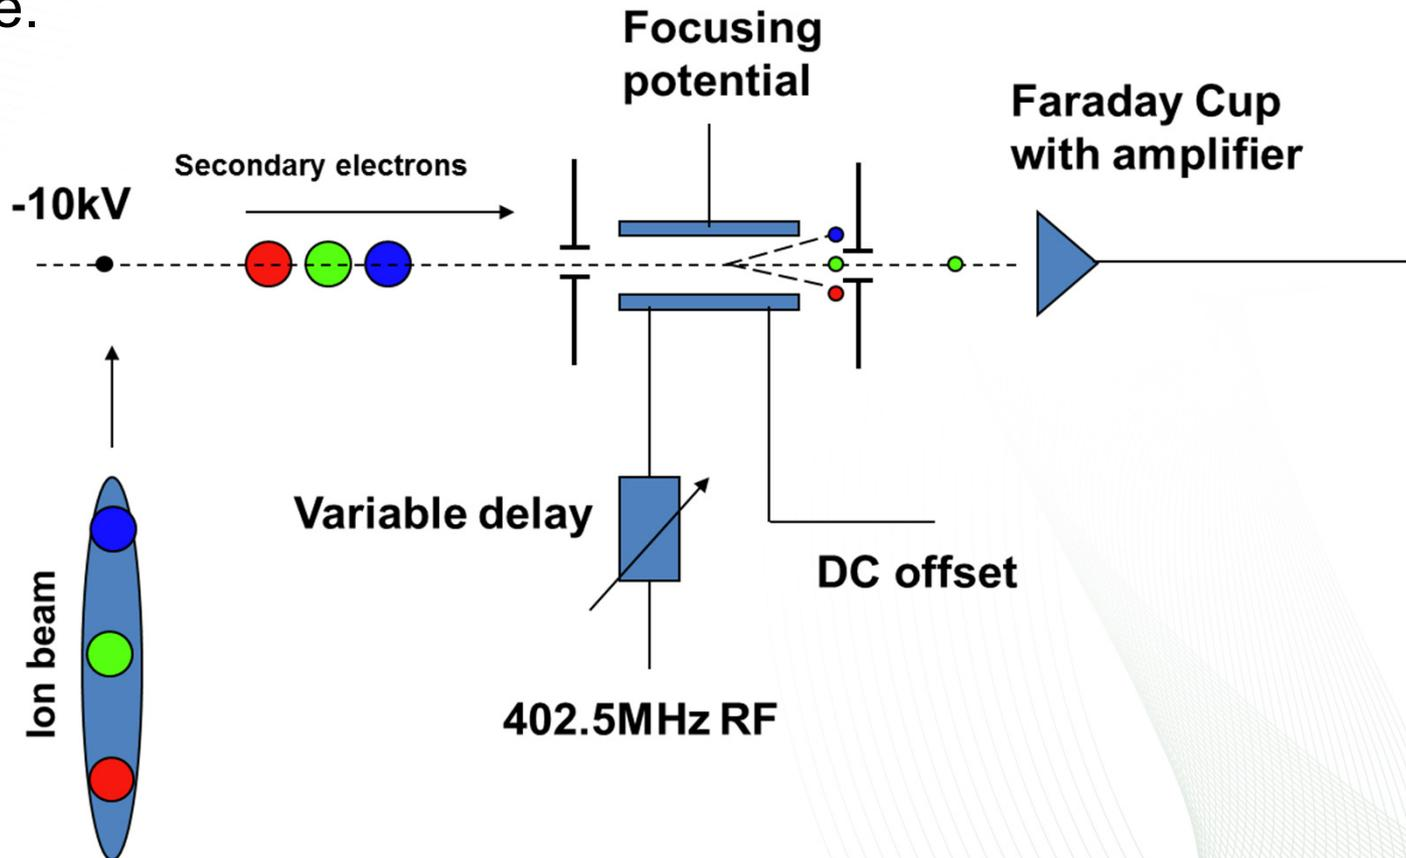 e.
Focusing
potential
Faraday Cup
with amplifier
Secondary electrons
-10kV
Variable delay
DC offset
Ion beam
402.5MHz RF